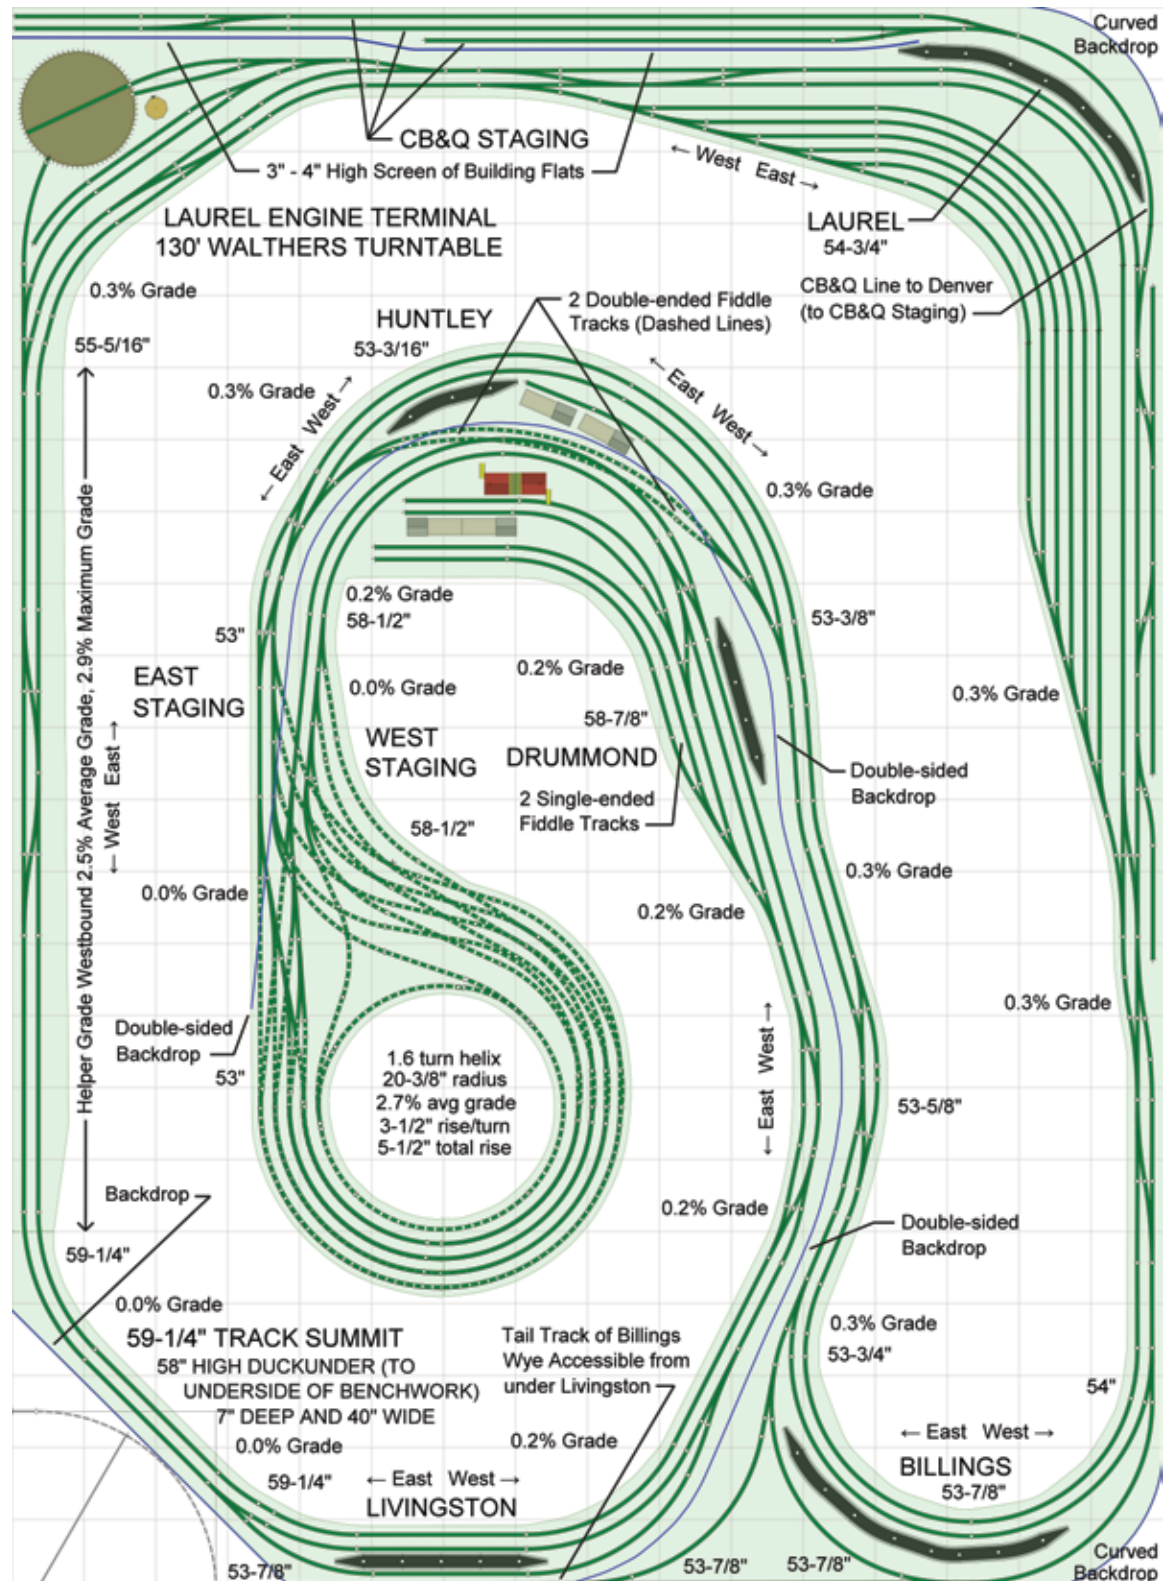 Curved
Backdrop
CB&Q STAGING
3" - 4" High Screen of Building Flats
← West East →
LAUREL ENGINE TERMINAL
130' WALTHERS TURNTABLE
LAUREL
54-3/4"
0.3% Grade
CB&Q Line to Denver
(to CB&Q Staging)
2 Double-ended Fiddle
Tracks (Dashed Lines)
HUNTLEY
53-3/16"
55-5/16"
0.3% Grade
← East West →
← East West →
0.3% Grade
Helper Grade Westbound 2.5% Average Grade, 2.9% Maximum Grade
0.2% Grade
58-1/2"
53"
53-3/8"
EAST
STAGING
0.0% Grade
0.2% Grade
0.3% Grade
58-7/8"
← West East →
WEST
STAGING
DRUMMOND
Double-sided
Backdrop
2 Single-ended
Fiddle Tracks
58-1/2"
0.3% Grade
0.0% Grade
0.2% Grade
0.3% Grade
Double-sided
Backdrop
53"
← East West →
1.6 turn helix
20-3/8" radius
2.7% avg grade
3-1/2" rise/turn
5-1/2" total rise
53-5/8"
Backdrop
0.2% Grade
Double-sided
Backdrop
59-1/4"
0.0% Grade
59-1/4" TRACK SUMMIT
58" HIGH DUCKUNDER (TO
UNDERSIDE OF BENCHWORK)
7" DEEP AND 40" WIDE
Tail Track of Billings
Wye Accessible from
under Livingston
0.3% Grade
53-3/4"
54"
0.0% Grade
0.2% Grade
← East West →
BILLINGS
53-7/8"
59-1/4"
← East West →
LIVINGSTON
53-7/8"
53-7/8"
53-7/8"
Curved
Backdrop